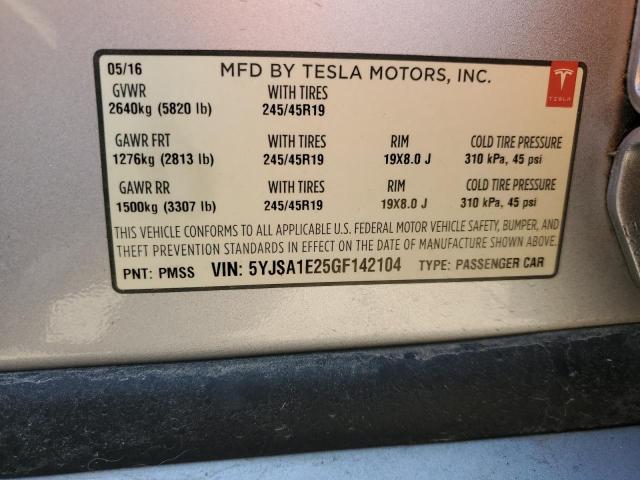 05/16 MFD BY TESLA MOTORS, INC.
GVWR WITH TIRES
2640kg (5820 lb) 245/45R19
TESLA
GAWR FRT WITH TIRES RIM COLD TIRE PRESSURE
1276kg (2813 lb) 245/45R19 19X8.0 J 310 kPa, 45 psi
GAWR RR WITH TIRES RIM COLD TIRE PRESSURE
1500kg (3307 lb) 245/45R19 19X8.0 J 310 kPa, 45 psi
THIS VEHICLE CONFORMS TO ALL APPLICABLE U.S. FEDERAL MOTOR VEHICLE SAFETY, BUMPER, AND
THEFT PREVENTION STANDARDS IN EFFECT ON THE DATE OF MANUFACTURE SHOWN ABOVE.
PNT: PMSS VIN: 5YJSA1E25GF142104 TYPE: PASSENGER CAR